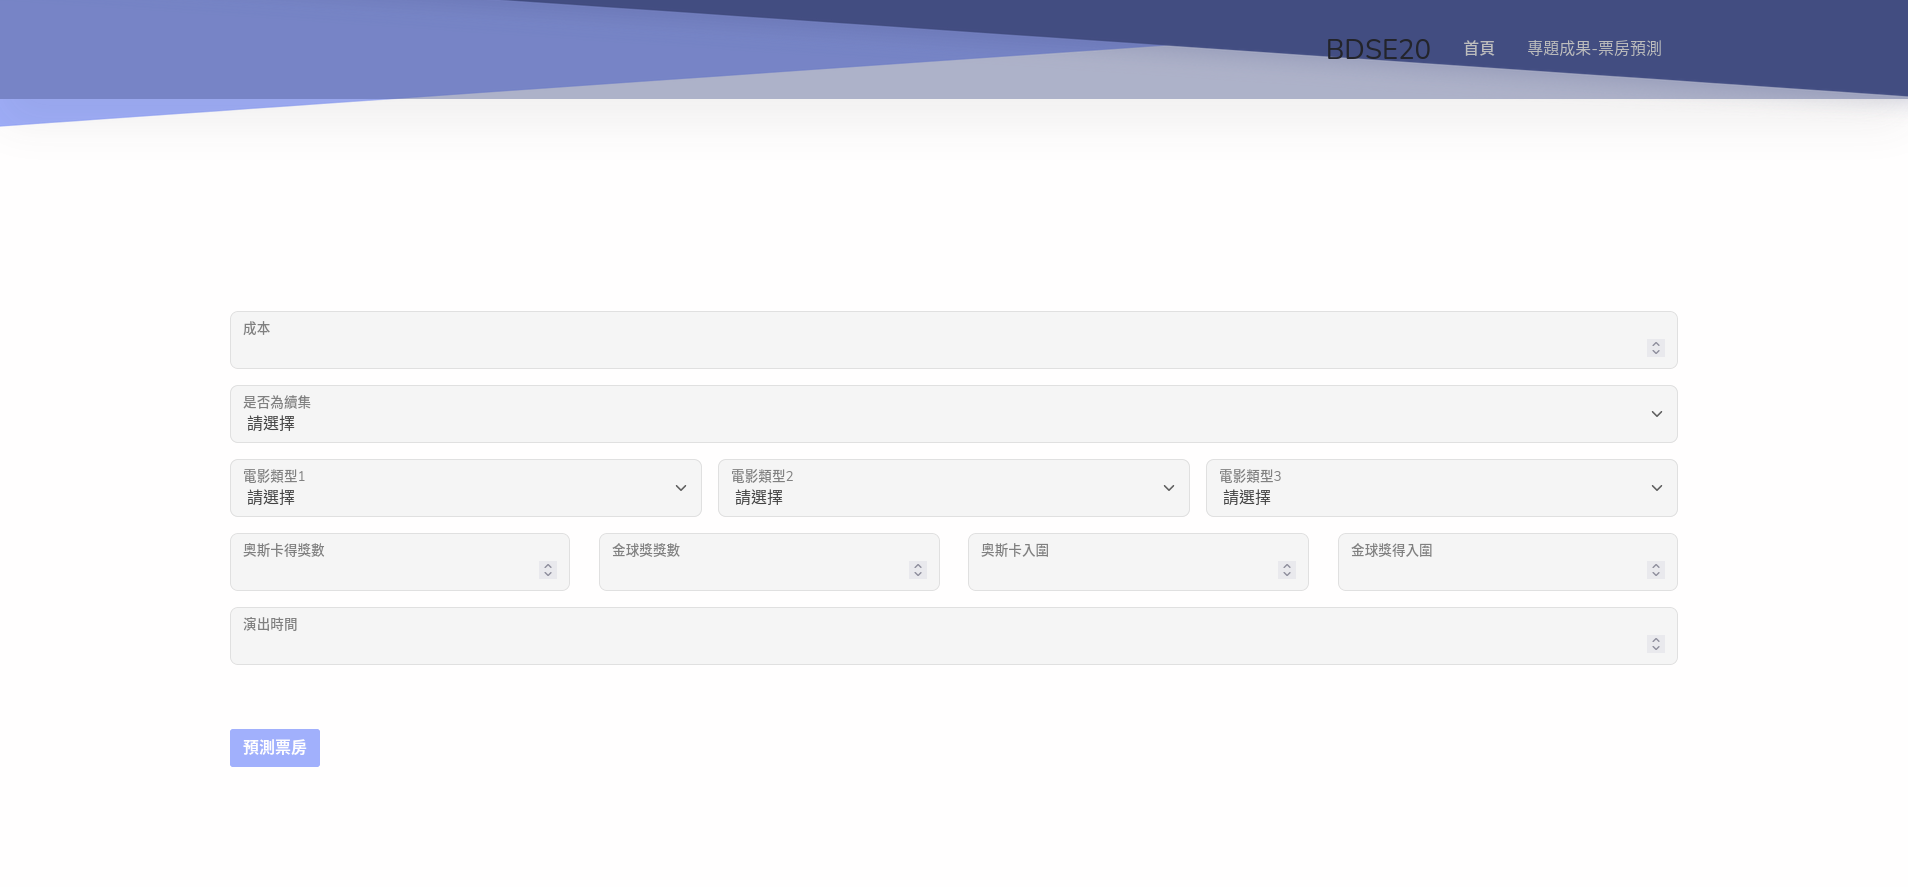 BDSE20 首頁 專題成果-票房預測
成本
是否為續集
請選擇
電影類型1
請選擇
電影類型2
請選擇
電影類型3
請選擇
奧斯卡得獎數
金球獎獎數
奧斯卡入圍
金球獎得入圍
演出時間
預測票房